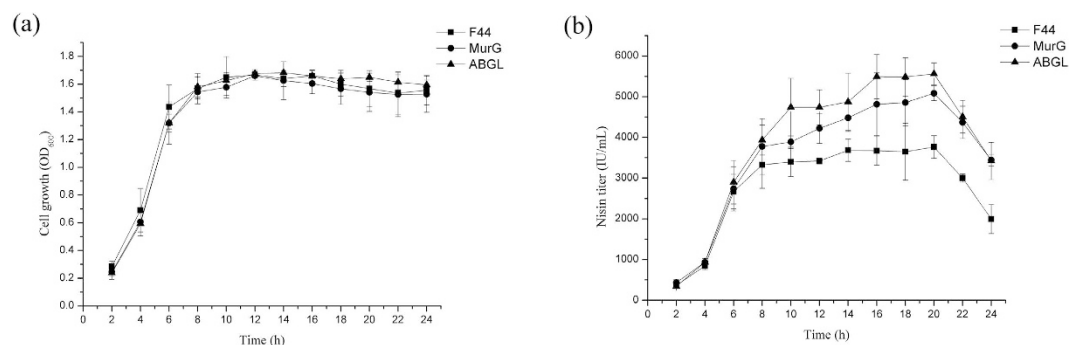 (a)
F44
MurG
ABGL
1.8
1.6
1.4
1.2
1.0
0.8
0.6
0.4
0.2
0.0
Cell growth (OD600)
0 2 4 6 8 10 12 14 16 18 20 22 24
Time (h)
(b)
F44
MurG
ABGL
6000
5000
4000
3000
2000
1000
0
Nisin titer (IU/mL)
0 2 4 6 8 10 12 14 16 18 20 22 24
Time (h)